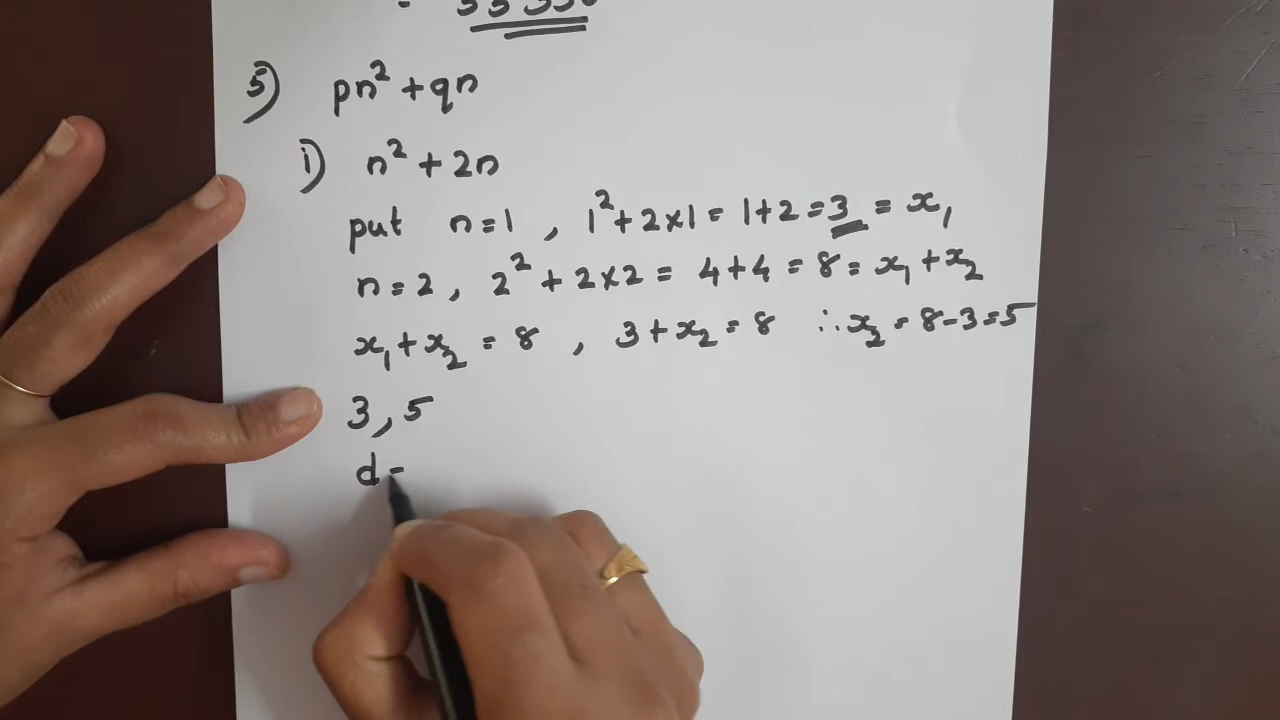 5) pn² + qn
i) n² + 2n
put n=1 , 1² + 2×1 = 1+2 = 3 = x₁
n=2 , 2² + 2×2 = 4+4 = 8 = x₁ + x₂
x₁ + x₂ = 8 , 3 + x₂ = 8 ∴ x₂ = 8-3=5
3 , 5
d =